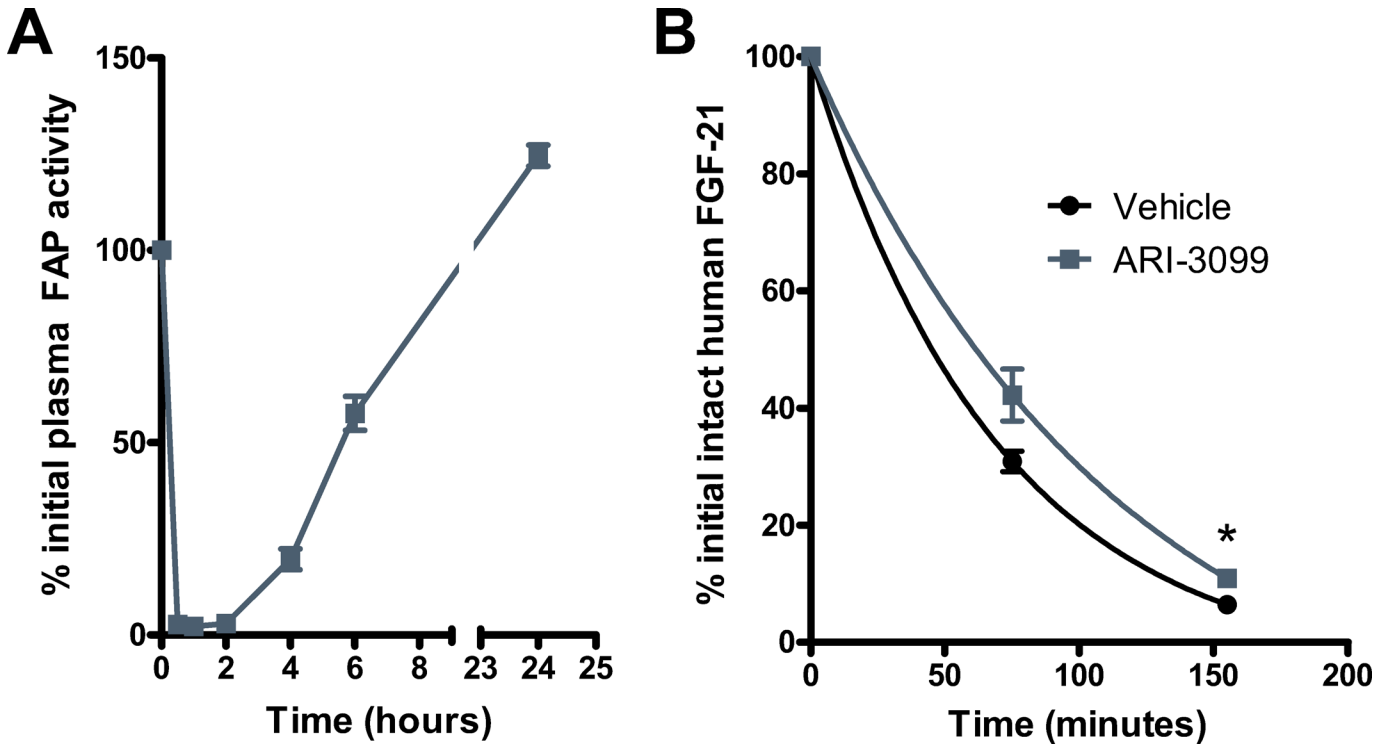 A
% initial plasma FAP activity
150
100
50
0
0 2 4 6 8 23 24 25
Time (hours)
B
% initial intact human FGF-21
100
80
60
40
20
0
Vehicle
ARI-3099
*
0 50 100 150 200
Time (minutes)